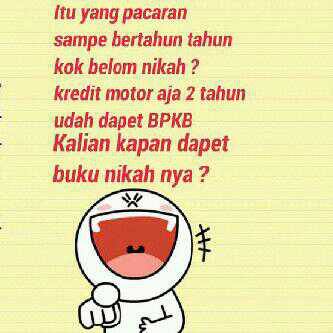 Itu yang pacaran
sampe bertahun tahun
kok belom nikah ?
kredit motor aja 2 tahun
udah dapet BPKB
Kalian kapan dapet
buku nikah nya ?